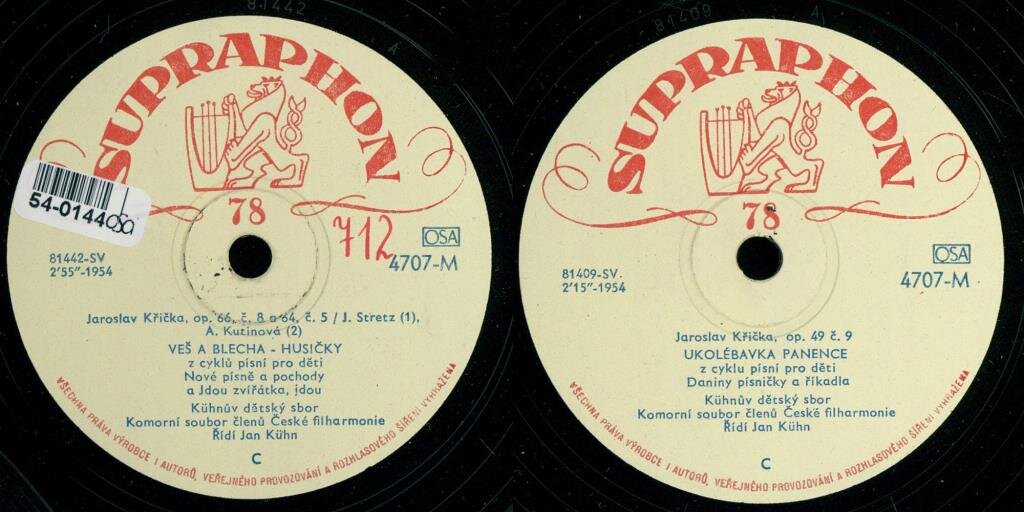 81442
A
SUPRAPHON
54-0144
osa
78
712
OSA
81442-SV
2'55"-1954
4707-M
Jaroslav Křička, op. 66, č. 8 a 64, č. 5 / J. Stretz (1),
A. Kutinová (2)
VEŠ A BLECHA - HUSIČKY
z cyklů písní pro děti
Nové písně a pochody
a Jdou zvířátka, jdou
Kühnův dětský sbor
Komorní soubor členů České filharmonie
Řídí Jan Kühn
C
VŠECHNA PRÁVA VÝROBCE I AUTORŮ, VEŘEJNÉHO PROVOZOVÁNÍ A ROZHLASOVÉHO ŠÍŘENÍ VYHRAŽENA
81409
A
SUPRAPHON
78
OSA
81409-SV.
2'15"-1954
4707-M
Jaroslav Křička, op. 49 č. 9
UKOLÉBAVKA PANENCE
z cyklu písní pro děti
Daniny písničky a říkadla
Kühnův dětský sbor
Komorní soubor členů České filharmonie
Řídí Jan Kühn
C
VŠECHNA PRÁVA VÝROBCE I AUTORŮ, VEŘEJNÉHO PROVOZOVÁNÍ A ROZHLASOVÉHO ŠÍŘENÍ VYHRAŽENA